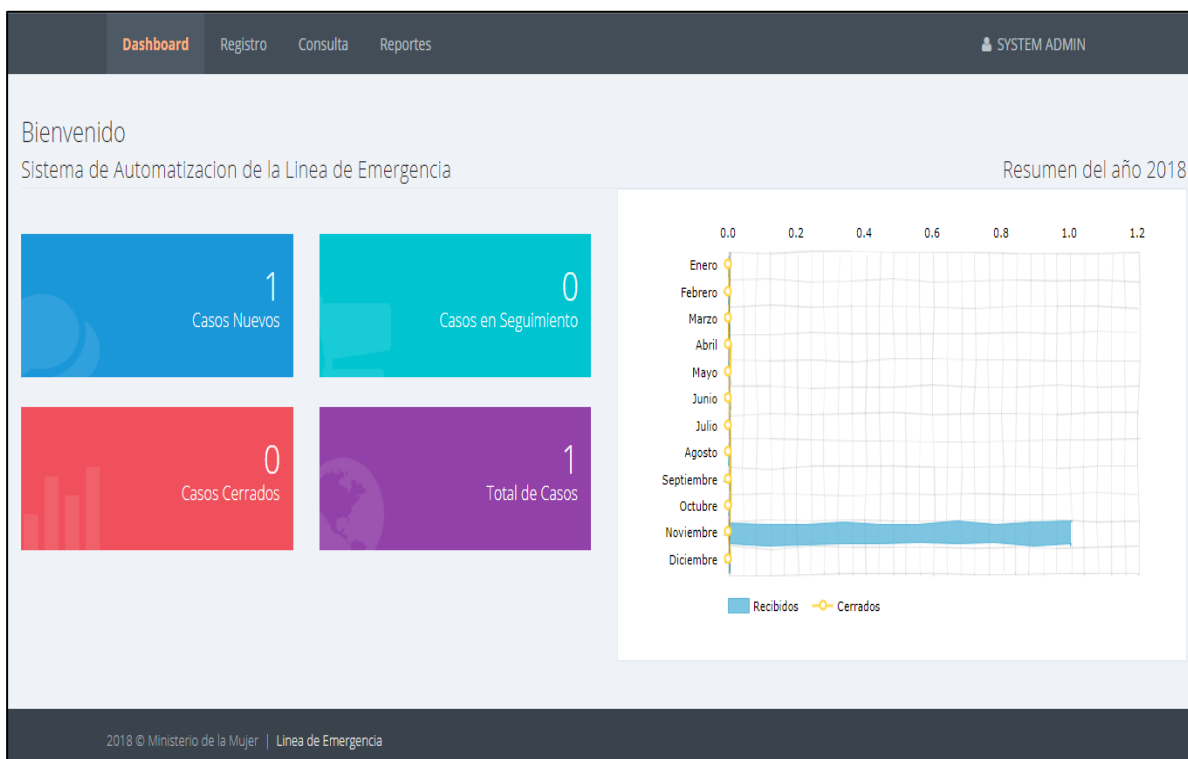 Dashboard Registro Consulta Reportes SYSTEM ADMIN
Bienvenido
Sistema de Automatizacion de la Linea de Emergencia
Resumen del año 2018
1
Casos Nuevos
0
Casos en Seguimiento
0
Casos Cerrados
1
Total de Casos
0.0 0.2 0.4 0.6 0.8 1.0 1.2
Enero
Febrero
Marzo
Abril
Mayo
Junio
Julio
Agosto
Septiembre
Octubre
Noviembre
Diciembre
Recibidos Cerrados
2018 © Ministerio de la Mujer | Linea de Emergencia